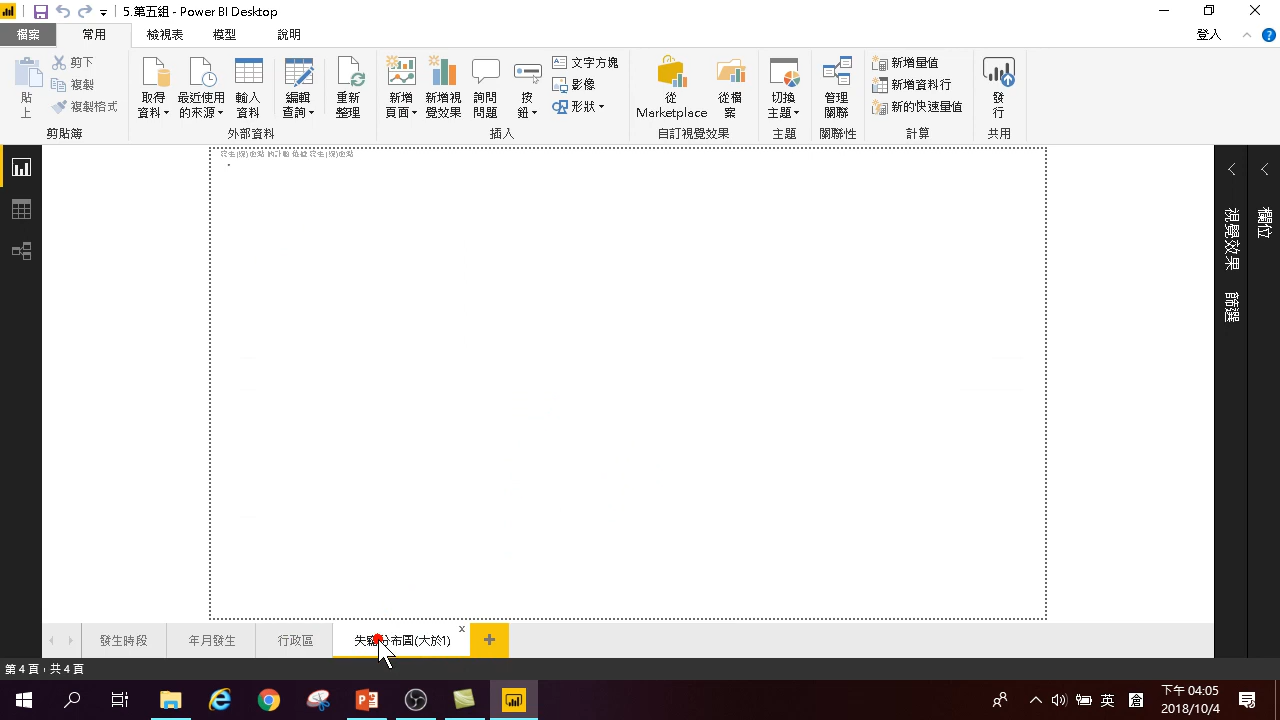 5.第五組 - Power BI Desktop
檔案 常用 檢視表 模型 說明 登入
貼上 剪下 複製 複製格式
取得資料 最近使用的來源 輸入資料 編輯查詢 重新整理
新增頁面 新增視覺效果 詢問問題 按鈕 文字方塊 影像 形狀
從 Marketplace 從檔案 切換主題 管理關聯
新增量值 新增資料行 新的快速量值 發行
剪貼簿 外部資料 插入 自訂視覺效果 主題 關聯性 計算 共用
視覺效果
篩選
欄位
發生時段 年月發生 行政區 失竊分布圖(大於1) x +
第 4 頁，共 4 頁
英 下午 04:05
2018/10/4